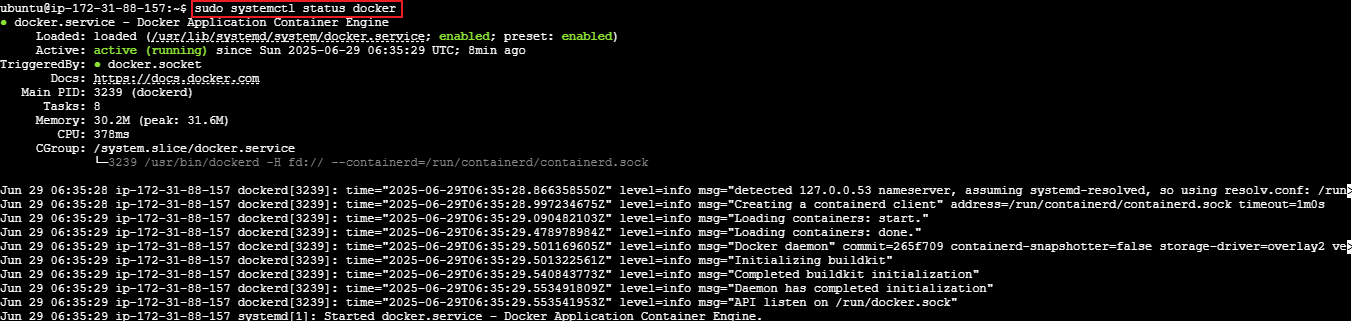 ubuntu@ip-172-31-88-157:~$ sudo systemctl status docker
● docker.service - Docker Application Container Engine
     Loaded: loaded (/usr/lib/systemd/system/docker.service; enabled; preset: enabled)
     Active: active (running) since Sun 2025-06-29 06:35:29 UTC; 8min ago
TriggeredBy: ● docker.socket
       Docs: https://docs.docker.com
   Main PID: 3239 (dockerd)
      Tasks: 8
     Memory: 30.2M (peak: 31.6M)
        CPU: 378ms
     CGroup: /system.slice/docker.service
             └─3239 /usr/bin/dockerd -H fd:// --containerd=/run/containerd/containerd.sock
Jun 29 06:35:28 ip-172-31-88-157 dockerd[3239]: time="2025-06-29T06:35:28.866358550Z" level=info msg="detected 127.0.0.53 nameserver, assuming systemd-resolved, so using resolv.conf: /run>
Jun 29 06:35:28 ip-172-31-88-157 dockerd[3239]: time="2025-06-29T06:35:28.997234675Z" level=info msg="Creating a containerd client" address=/run/containerd/containerd.sock timeout=1m0s
Jun 29 06:35:29 ip-172-31-88-157 dockerd[3239]: time="2025-06-29T06:35:29.090482103Z" level=info msg="Loading containers: start."
Jun 29 06:35:29 ip-172-31-88-157 dockerd[3239]: time="2025-06-29T06:35:29.478978984Z" level=info msg="Loading containers: done."
Jun 29 06:35:29 ip-172-31-88-157 dockerd[3239]: time="2025-06-29T06:35:29.501169605Z" level=info msg="Docker daemon" commit=265f709 containerd-snapshotter=false storage-driver=overlay2 ve>
Jun 29 06:35:29 ip-172-31-88-157 dockerd[3239]: time="2025-06-29T06:35:29.501322561Z" level=info msg="Initializing buildkit"
Jun 29 06:35:29 ip-172-31-88-157 dockerd[3239]: time="2025-06-29T06:35:29.540843773Z" level=info msg="Completed buildkit initialization"
Jun 29 06:35:29 ip-172-31-88-157 dockerd[3239]: time="2025-06-29T06:35:29.553491809Z" level=info msg="Daemon has completed initialization"
Jun 29 06:35:29 ip-172-31-88-157 dockerd[3239]: time="2025-06-29T06:35:29.553541953Z" level=info msg="API listen on /run/docker.sock"
Jun 29 06:35:29 ip-172-31-88-157 systemd[1]: Started docker.service - Docker Application Container Engine.